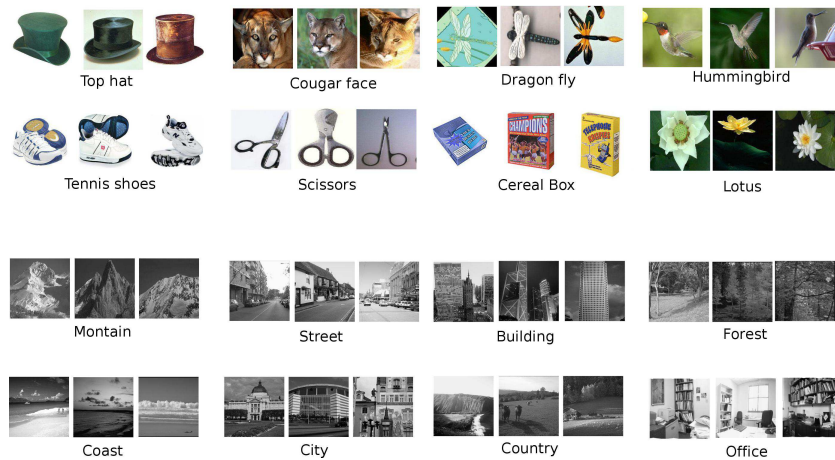 Top hat
Cougar face
Dragon fly
Hummingbird
CHAMPIONS
Tennis shoes
Scissors
Cereal Box
Lotus
Montain
Street
Building
Forest
Coast
City
Country
Office